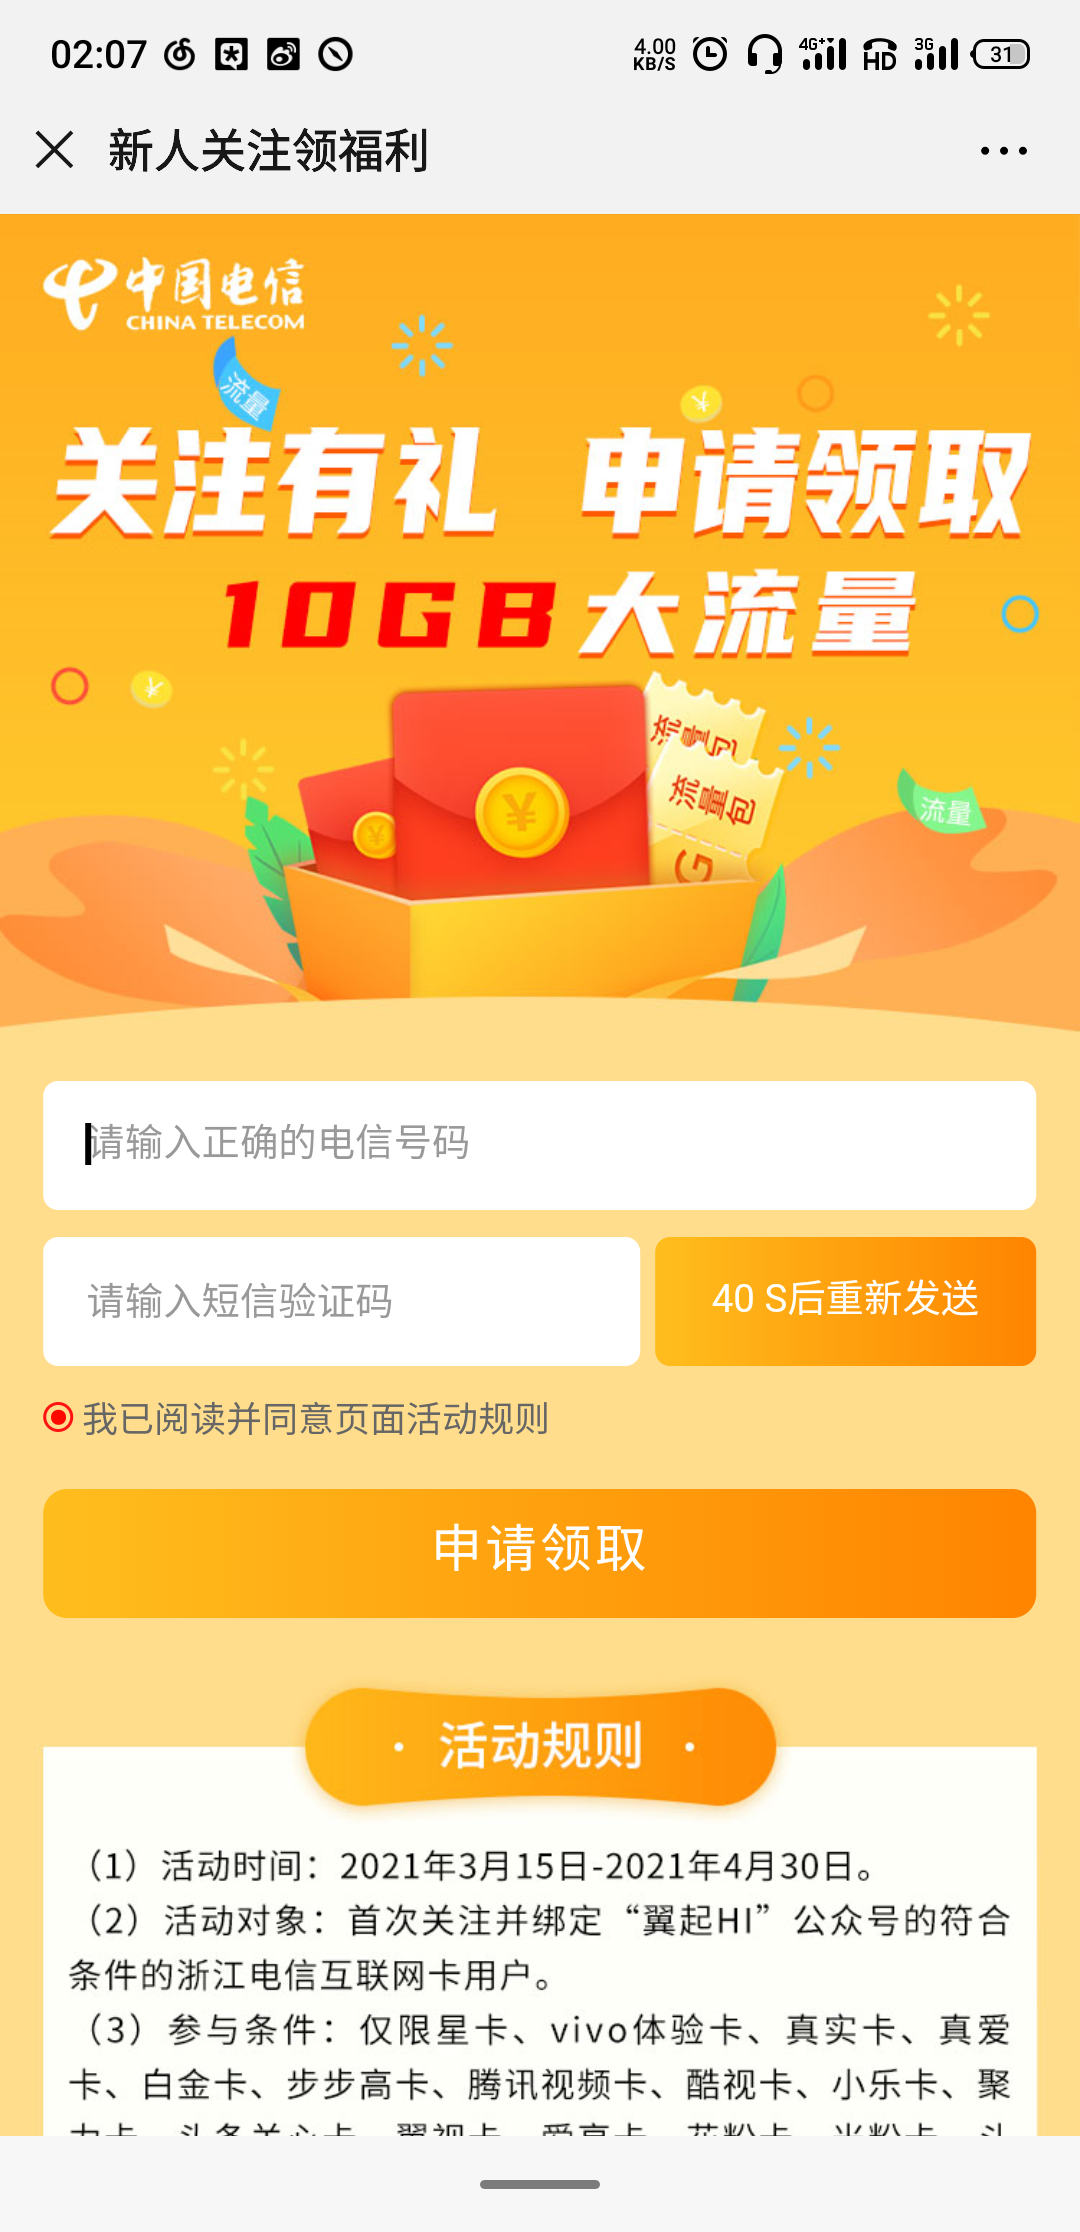 02:07 4.00 KB/S 4G+ HD 3G 31
新人关注领福利
中国电信
CHINA TELECOM
流量
关注有礼 申请领取
10GB大流量
流量包
流量包
G
流量
请输入正确的电信号码
请输入短信验证码
40 S后重新发送
我已阅读并同意页面活动规则
申请领取
· 活动规则 ·
（1）活动时间：2021年3月15日-2021年4月30日。
（2）活动对象：首次关注并绑定“翼起HI”公众号的符合
条件的浙江电信互联网卡用户。
（3）参与条件：仅限星卡、vivo体验卡、真实卡、真爱
卡、白金卡、步步高卡、腾讯视频卡、酷视卡、小乐卡、聚